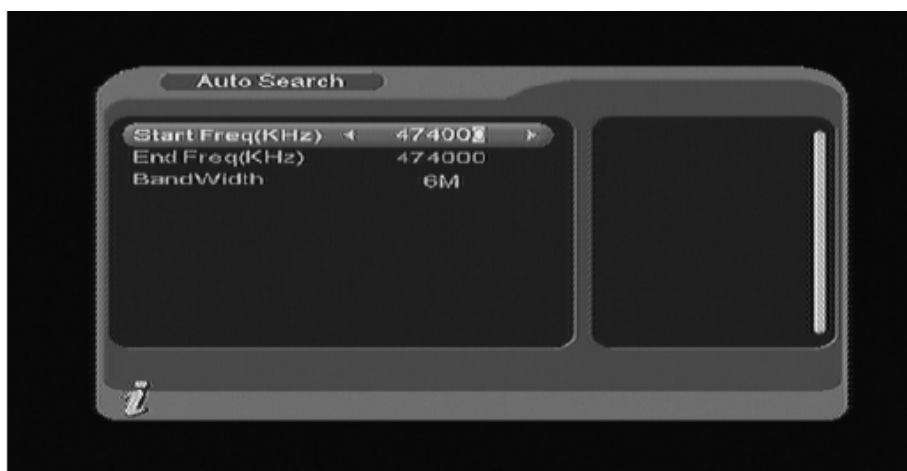 Auto Search
Start Freq(KHz) 474000
End Freq(KHz) 474000
BandWidth 6M
i